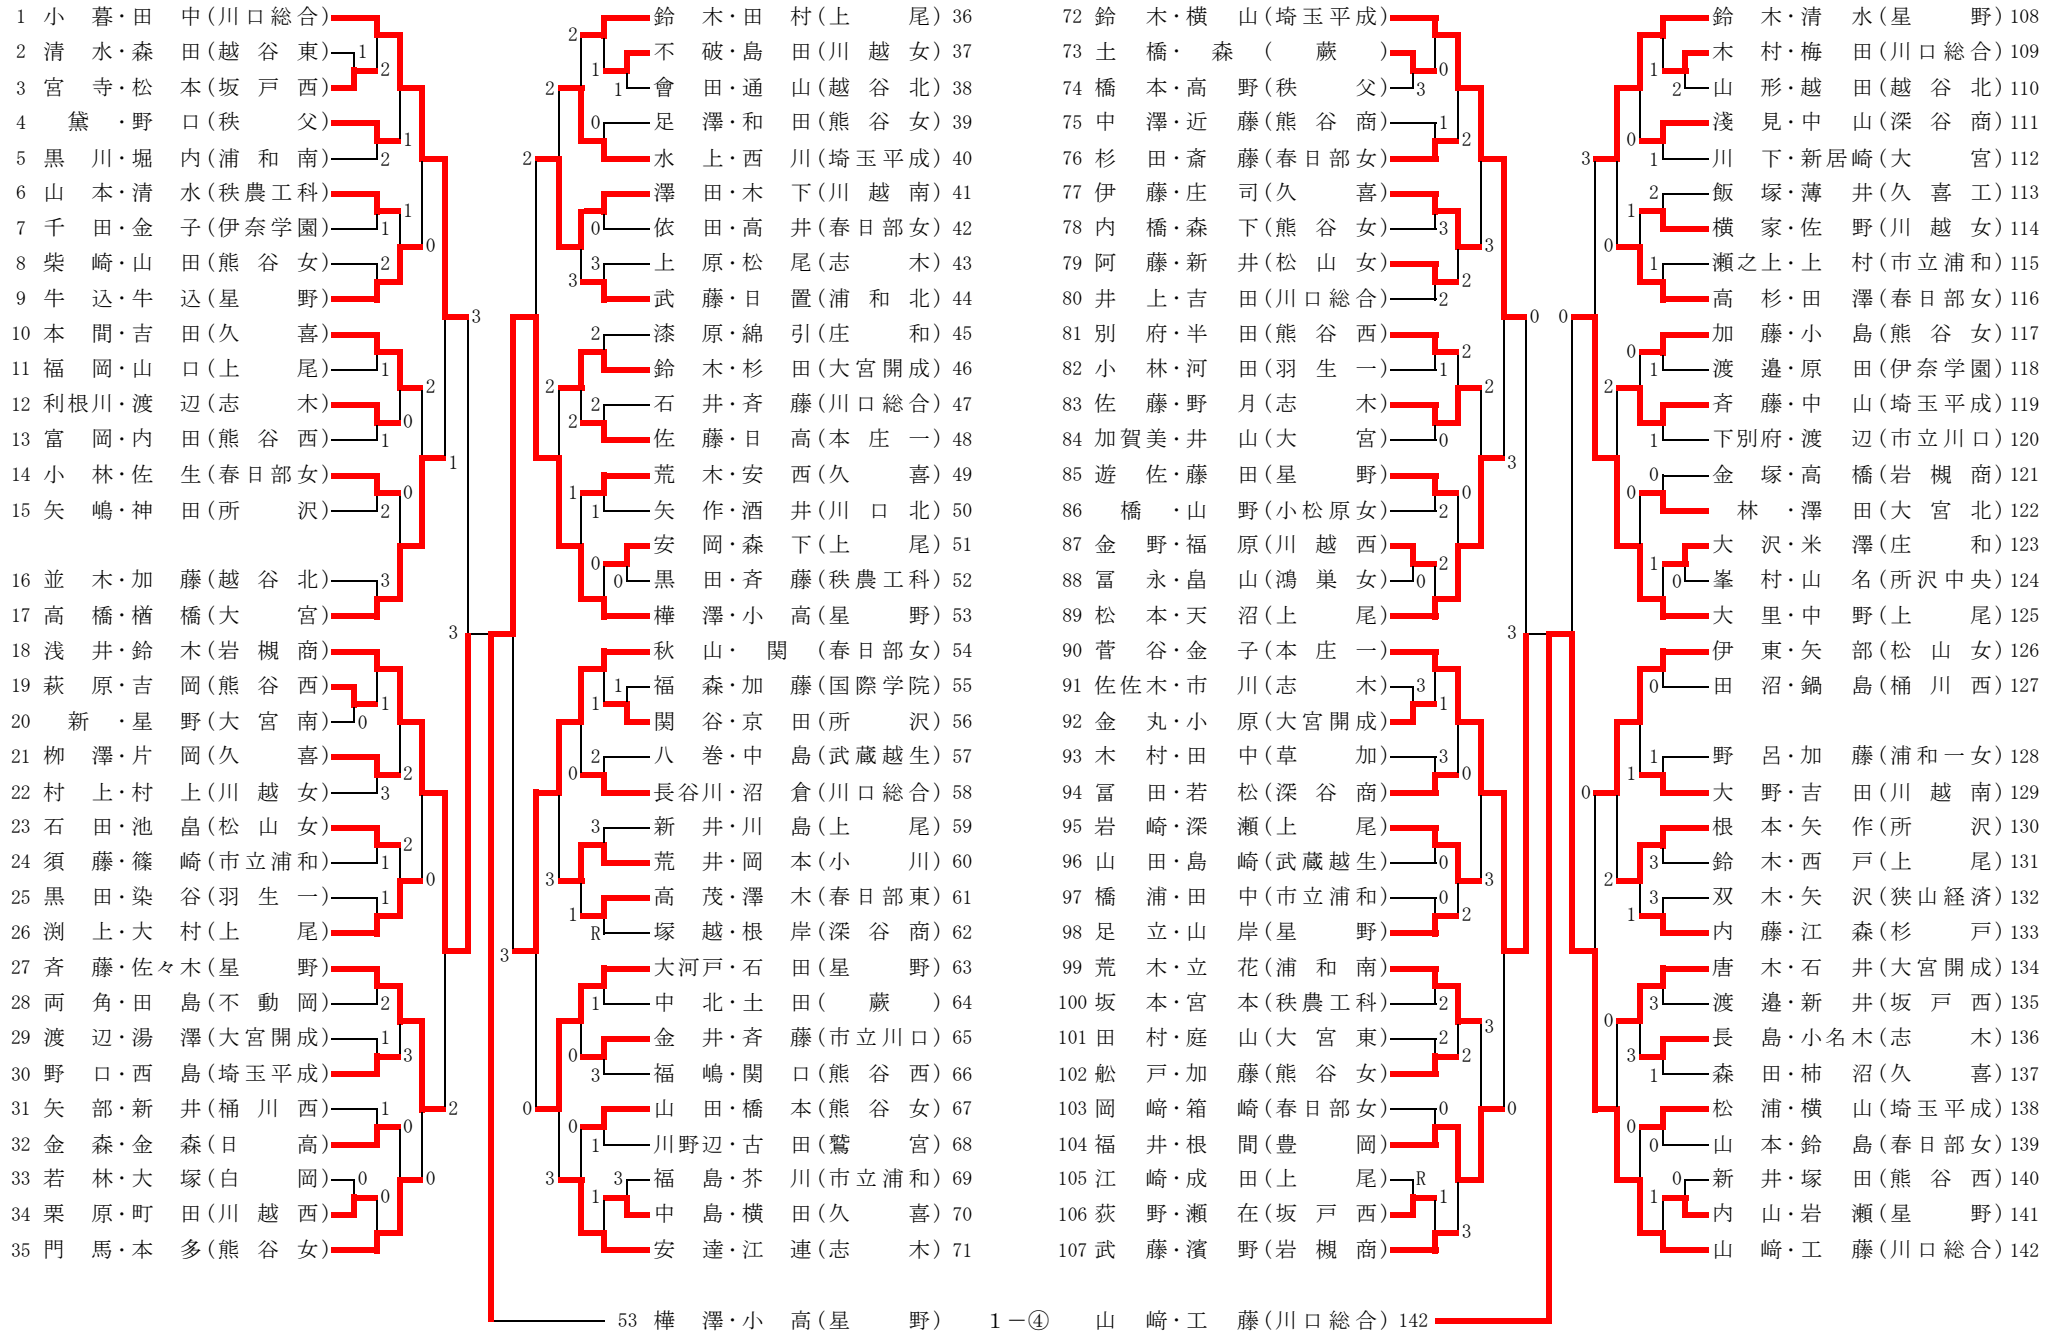 1 小暮・田中(川口総合)
2 清水・森田(越谷東)
3 宮寺・松本(坂戸西)
4 黛・野口(秩父)
5 黒川・堀内(浦和南)
6 山本・清水(秩農工科)
7 千田・金子(伊奈学園)
8 柴崎・山田(熊谷女)
9 牛込・牛込(星野)
10 本間・吉田(久喜)
11 福岡・山口(上尾)
12 利根川・渡辺(志木)
13 富岡・内田(熊谷西)
14 小林・佐生(春日部女)
15 矢嶋・神田(所沢)
16 並木・加藤(越谷北)
17 高橋・楢橋(大宮)
18 浅井・鈴木(岩槻商)
19 萩原・吉岡(熊谷西)
20 新・星野(大宮南)
21 栁澤・片岡(久喜)
22 村上・村上(川越女)
23 石田・池畠(松山女)
24 須藤・篠崎(市立浦和)
25 黒田・染谷(羽生一)
26 渕上・大村(上尾)
27 斉藤・佐々木(星野)
28 両角・田島(不動岡)
29 渡辺・湯澤(大宮開成)
30 野口・西島(埼玉平成)
31 矢部・新井(桶川西)
32 金森・金森(日高)
33 若林・大塚(白岡)
34 栗原・町田(川越西)
35 門馬・本多(熊谷女)
鈴木・田村(上尾) 36
不破・島田(川越女) 37
會田・通山(越谷北) 38
足澤・和田(熊谷女) 39
水上・西川(埼玉平成) 40
澤田・木下(川越南) 41
依田・高井(春日部女) 42
上原・松尾(志木) 43
武藤・日置(浦和北) 44
漆原・綿引(庄和) 45
鈴木・杉田(大宮開成) 46
石井・斉藤(川口総合) 47
佐藤・日高(本庄一) 48
荒木・安西(久喜) 49
矢作・酒井(川口北) 50
安岡・森下(上尾) 51
黒田・斉藤(秩農工科) 52
樺澤・小高(星野) 53
秋山・関(春日部女) 54
福森・加藤(国際学院) 55
関谷・京田(所沢) 56
八巻・中島(武蔵越生) 57
長谷川・沼倉(川口総合) 58
新井・川島(上尾) 59
荒井・岡本(小川) 60
高茂・澤木(春日部東) 61
塚越・根岸(深谷商) 62
大河戸・石田(星野) 63
中北・土田(蕨) 64
金井・斉藤(市立川口) 65
福嶋・関口(熊谷西) 66
山田・橋本(熊谷女) 67
川野辺・古田(鷲宮) 68
福島・芥川(市立浦和) 69
中島・横田(久喜) 70
安達・江連(志木) 71
72 鈴木・横山(埼玉平成)
73 土橋・森(蕨)
74 橋本・高野(秩父)
75 中澤・近藤(熊谷商)
76 杉田・斎藤(春日部女)
77 伊藤・庄司(久喜)
78 内橋・森下(熊谷女)
79 阿藤・新井(松山女)
80 井上・吉田(川口総合)
81 別府・半田(熊谷西)
82 小林・河田(羽生一)
83 佐藤・野月(志木)
84 加賀美・井山(大宮)
85 遊佐・藤田(星野)
86 橋・山野(小松原女)
87 金野・福原(川越西)
88 冨永・畠山(鴻巣女)
89 松本・天沼(上尾)
90 菅谷・金子(本庄一)
91 佐佐木・市川(志木)
92 金丸・小原(大宮開成)
93 木村・田中(草加)
94 冨田・若松(深谷商)
95 岩崎・深瀬(上尾)
96 山田・島崎(武蔵越生)
97 橋浦・田中(市立浦和)
98 足立・山岸(星野)
99 荒木・立花(浦和南)
100 坂本・宮本(秩農工科)
101 田村・庭山(大宮東)
102 舩戸・加藤(熊谷女)
103 岡﨑・箱崎(春日部女)
104 福井・根間(豊岡)
105 江崎・成田(上尾)
106 荻野・瀬在(坂戸西)
107 武藤・濱野(岩槻商)
鈴木・清水(星野) 108
木村・梅田(川口総合) 109
山形・越田(越谷北) 110
淺見・中山(深谷商) 111
川下・新居崎(大宮) 112
飯塚・薄井(久喜工) 113
横家・佐野(川越女) 114
瀬之上・上村(市立浦和) 115
高杉・田澤(春日部女) 116
加藤・小島(熊谷女) 117
渡邉・原田(伊奈学園) 118
斉藤・中山(埼玉平成) 119
下別府・渡辺(市立川口) 120
金塚・高橋(岩槻商) 121
林・澤田(大宮北) 122
大沢・米澤(庄和) 123
峯村・山名(所沢中央) 124
大里・中野(上尾) 125
伊東・矢部(松山女) 126
田沼・鍋島(桶川西) 127
野呂・加藤(浦和一女) 128
大野・吉田(川越南) 129
根本・矢作(所沢) 130
鈴木・西戸(上尾) 131
双木・矢沢(狭山経済) 132
内藤・江森(杉戸) 133
唐木・石井(大宮開成) 134
渡邉・新井(坂戸西) 135
長島・小名木(志木) 136
森田・柿沼(久喜) 137
松浦・横山(埼玉平成) 138
山本・鈴島(春日部女) 139
新井・塚田(熊谷西) 140
内山・岩瀬(星野) 141
山﨑・工藤(川口総合) 142
53 樺澤・小高(星野) 1－④ 山﨑・工藤(川口総合) 142